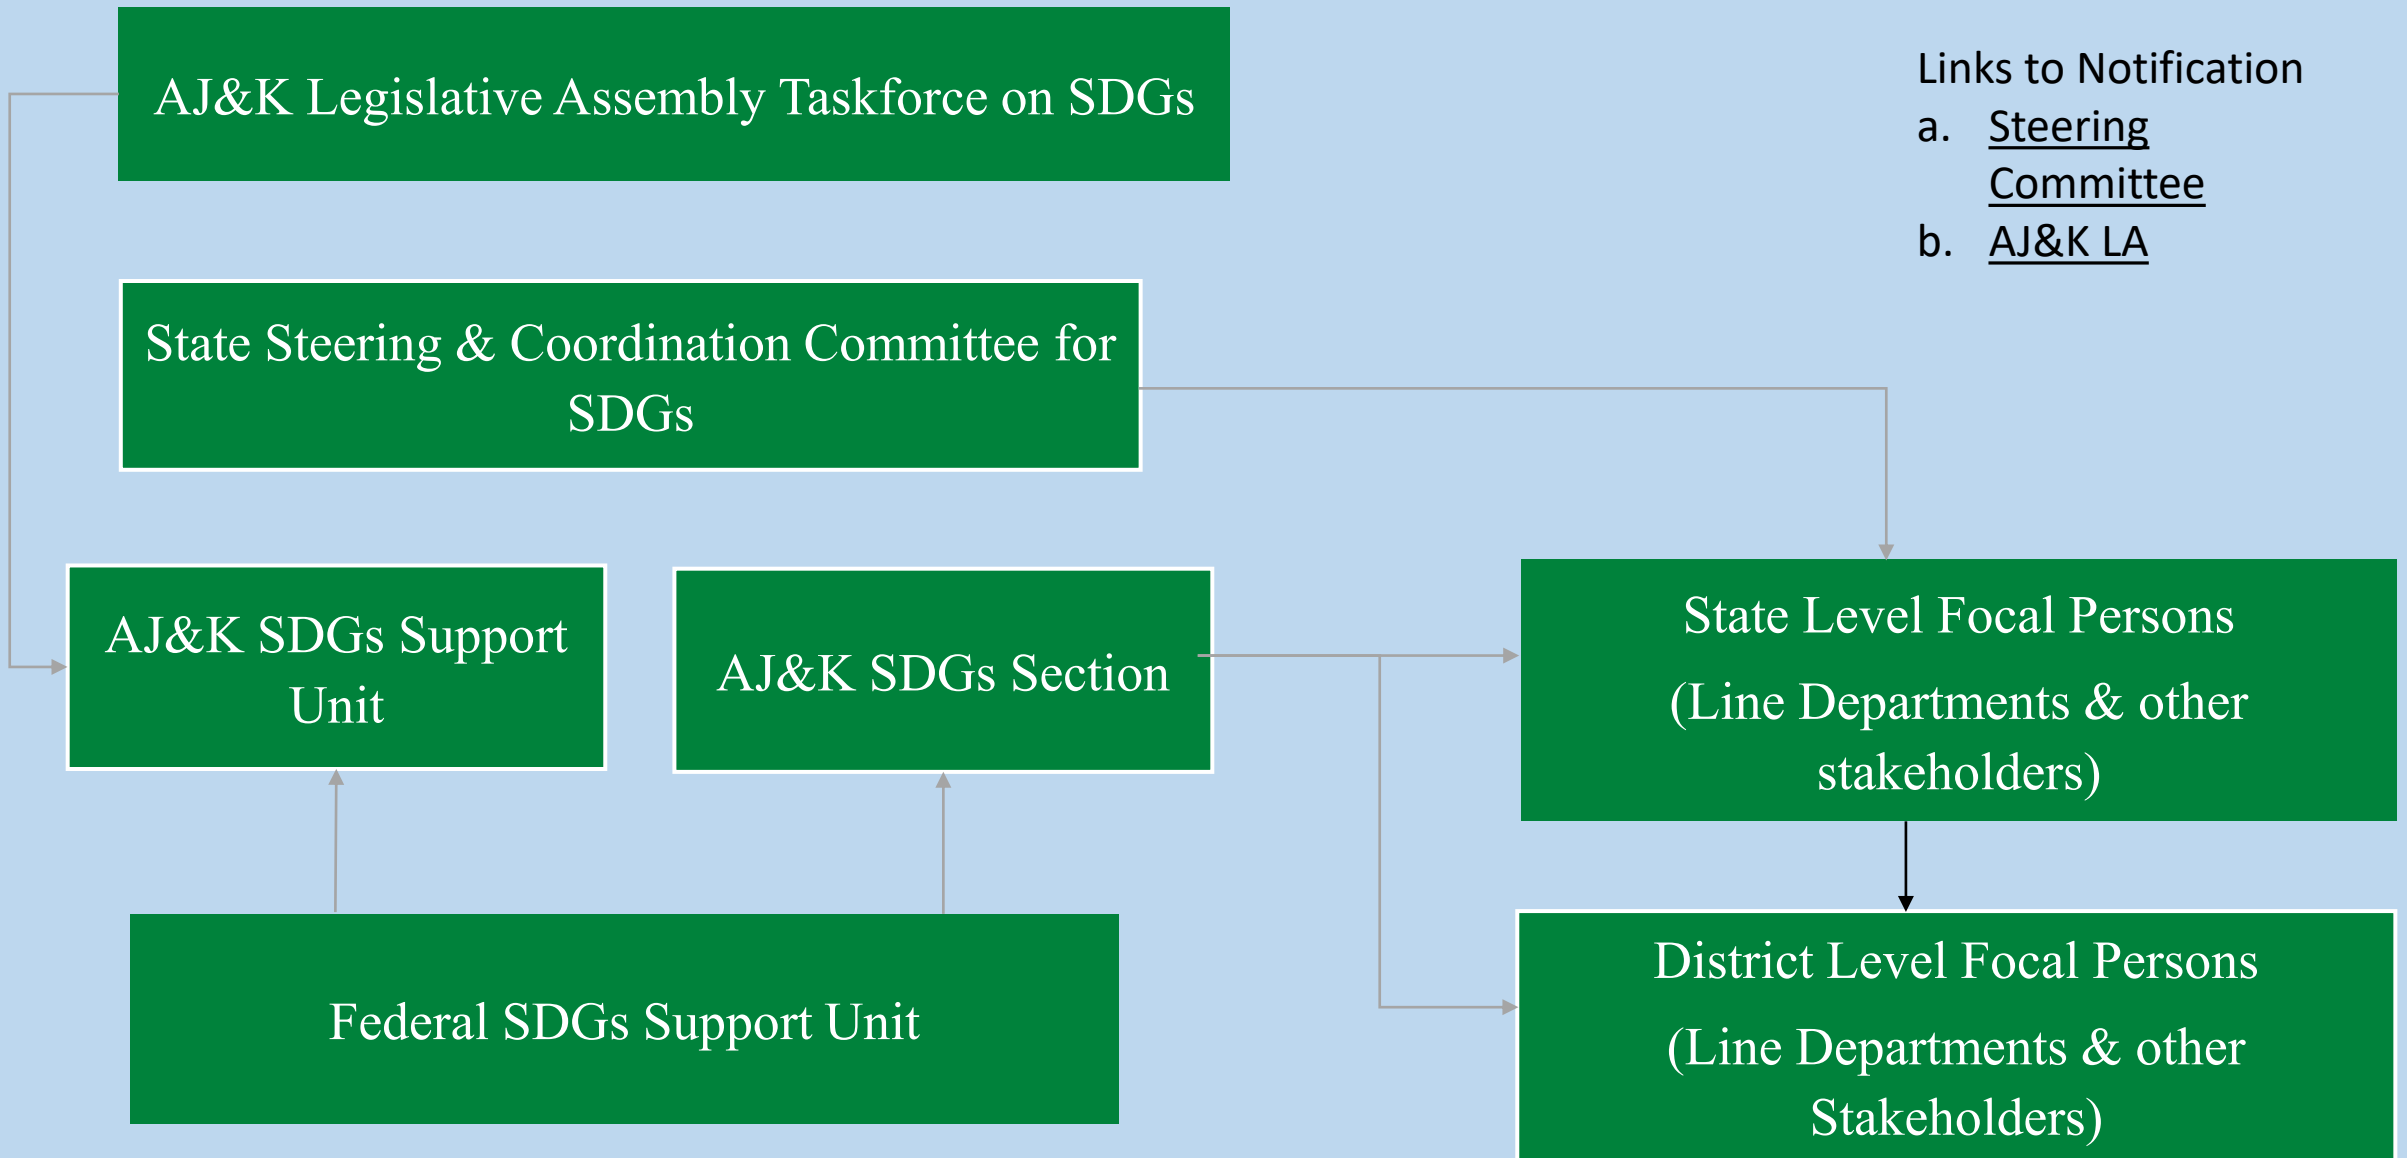 AJ&K Legislative Assembly Taskforce on SDGs
Links to Notification
a. Steering
Committee
b. AJ&K LA
State Steering & Coordination Committee for
SDGs
AJ&K SDGs Support
Unit
AJ&K SDGs Section
State Level Focal Persons
(Line Departments & other
stakeholders)
Federal SDGs Support Unit
District Level Focal Persons
(Line Departments & other
Stakeholders)